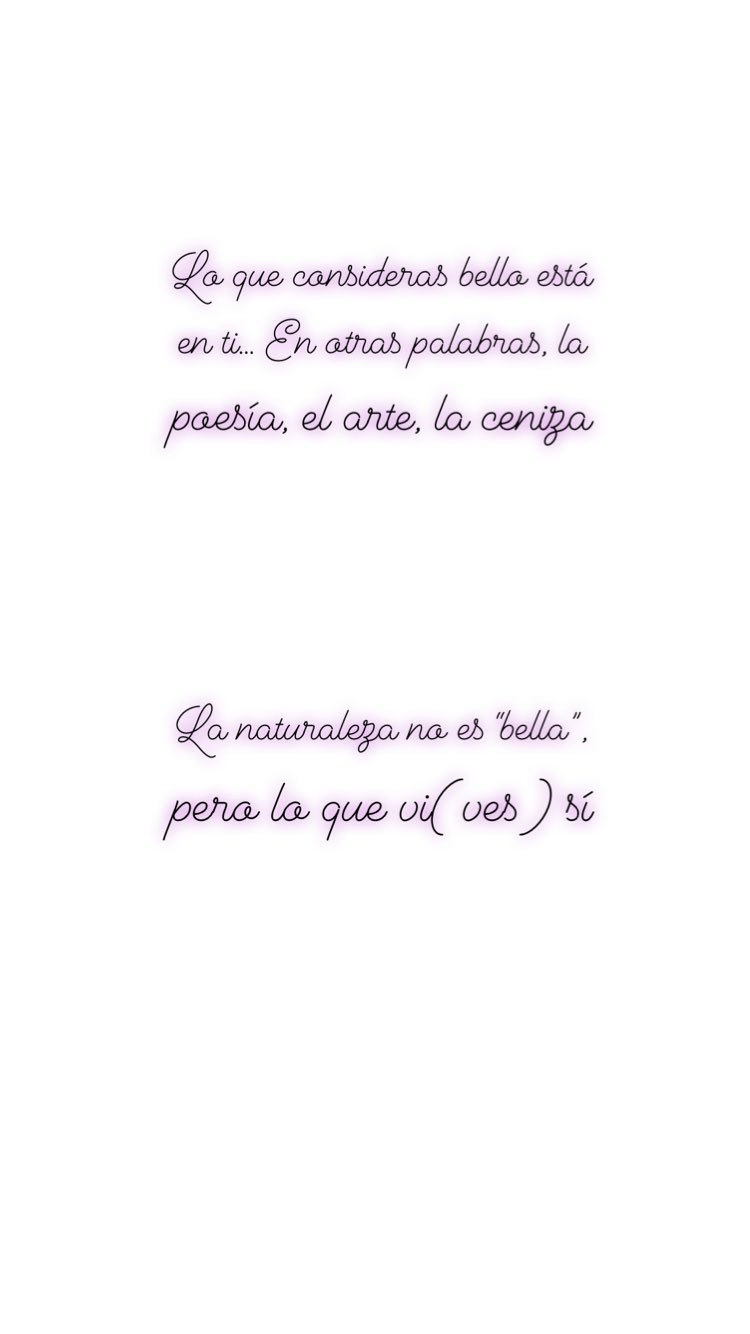 Lo que consideras bello está
en ti... En otras palabras, la
poesía, el arte, la ceniza
La naturaleza no es "bella",
pero lo que vi( ves ) sí